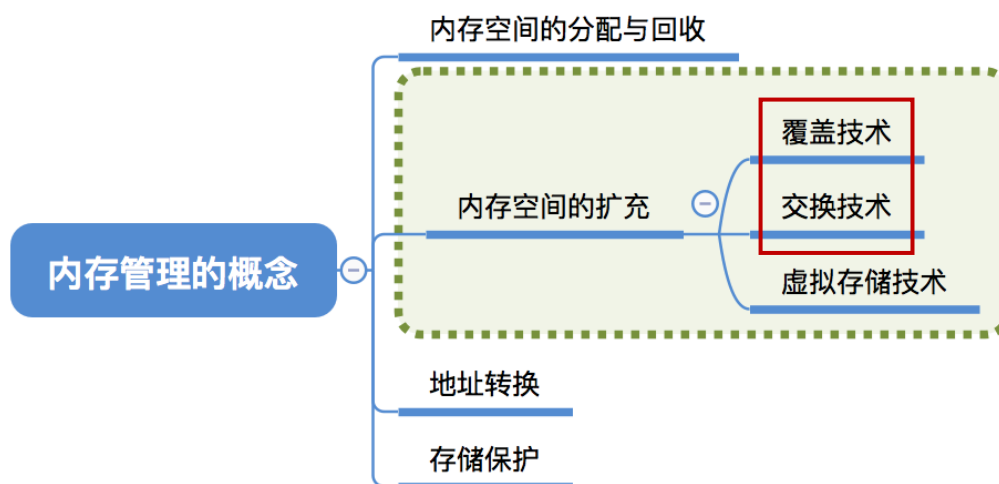 内存空间的分配与回收
覆盖技术
内存空间的扩充
交换技术
内存管理的概念
虚拟存储技术
地址转换
存储保护